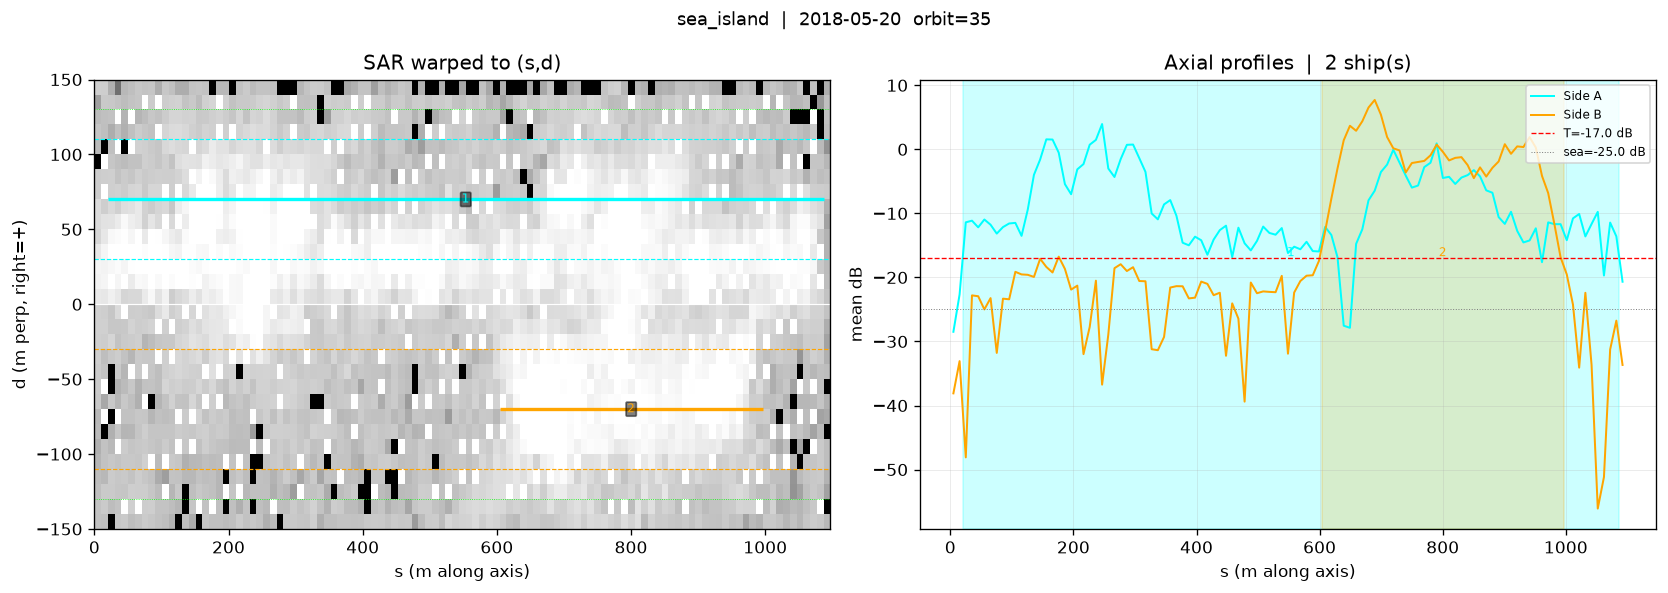 sea_island  |  2018-05-20  orbit=35
SAR warped to (s,d)
150
100
50
0
−50
−100
−150
d (m perp, right=+)
0
200
400
600
800
1000
s (m along axis)
1
2
Axial profiles  |  2 ship(s)
10
0
−10
−20
−30
−40
−50
mean dB
0
200
400
600
800
1000
s (m along axis)
Side A
Side B
T=-17.0 dB
sea=-25.0 dB
1
2